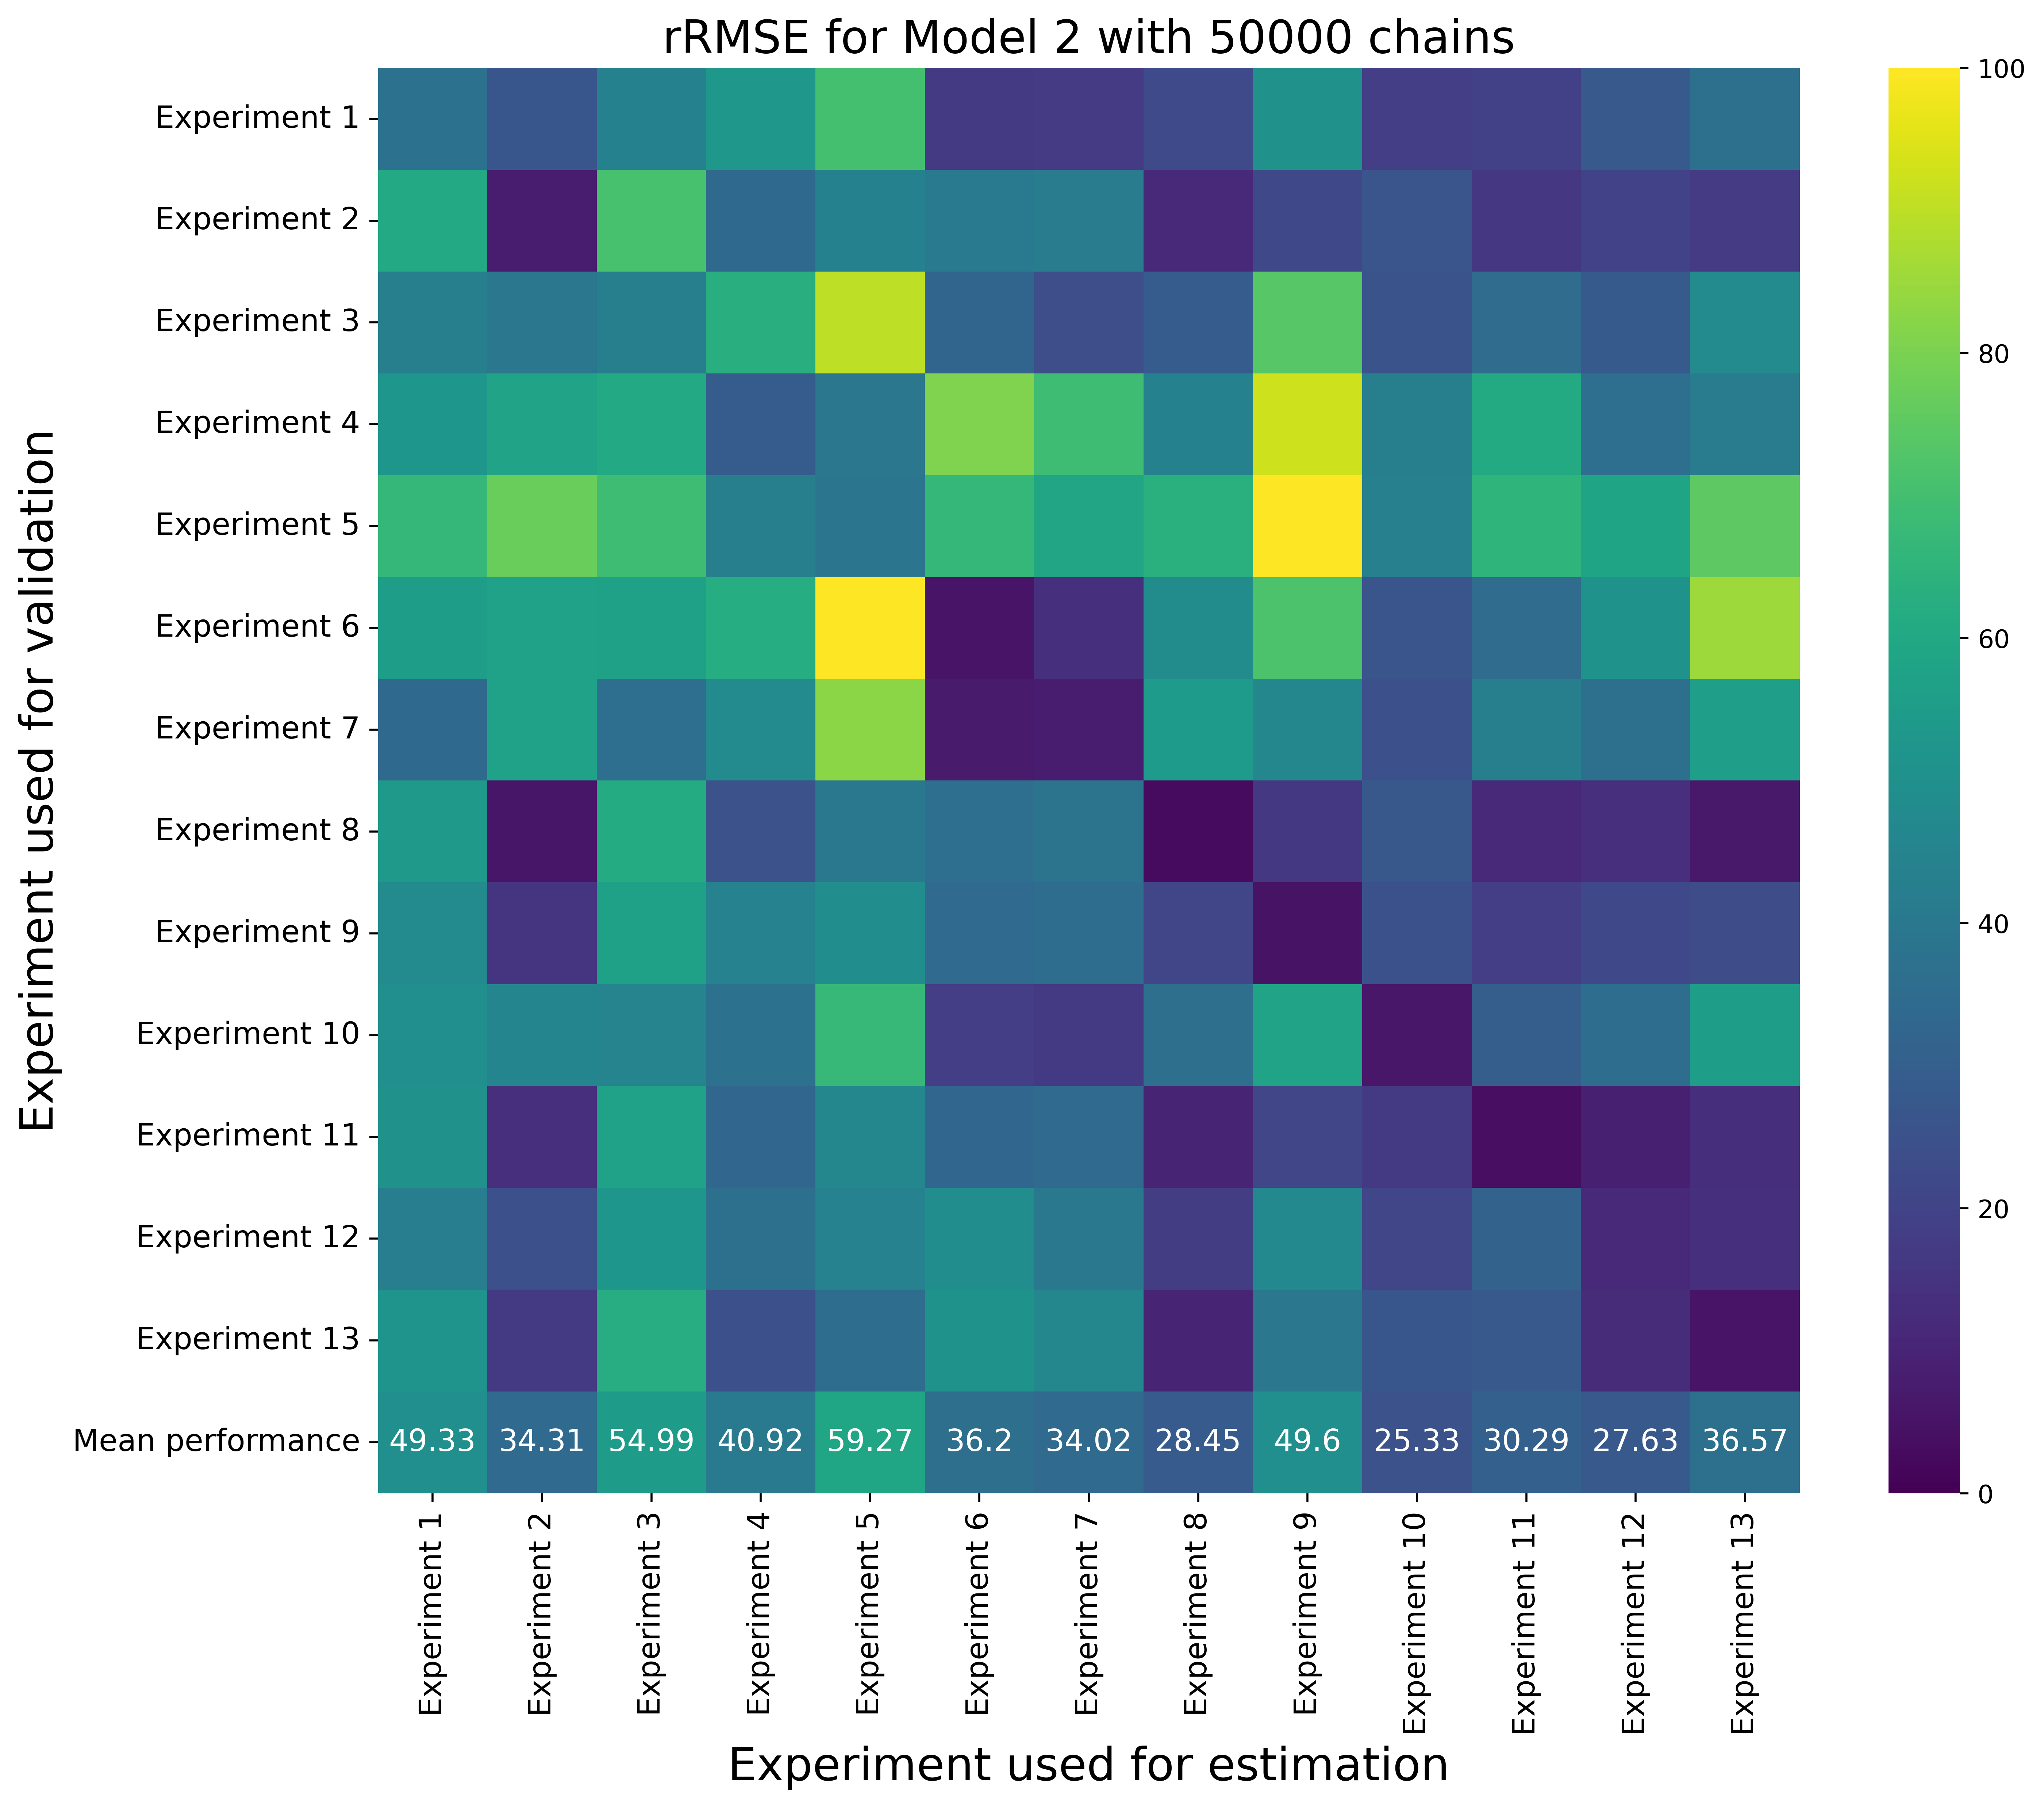 rRMSE for Model 2 with 50000 chains
Experiment used for validation
Experiment 1
Experiment 2
Experiment 3
Experiment 4
Experiment 5
Experiment 6
Experiment 7
Experiment 8
Experiment 9
Experiment 10
Experiment 11
Experiment 12
Experiment 13
Mean performance
49.33 34.31 54.99 40.92 59.27 36.2 34.02 28.45 49.6 25.33 30.29 27.63 36.57
Experiment 1
Experiment 2
Experiment 3
Experiment 4
Experiment 5
Experiment 6
Experiment 7
Experiment 8
Experiment 9
Experiment 10
Experiment 11
Experiment 12
Experiment 13
Experiment used for estimation
100
80
60
40
20
0